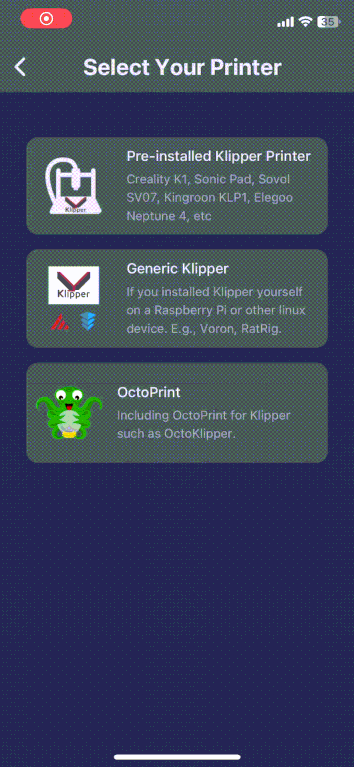 35
Select Your Printer
Pre-installed Klipper Printer
Creality K1, Sonic Pad, Sovol
SV07, Kingroon KLP1, Elegoo
Neptune 4, etc
Klipper
Generic Klipper
If you installed Klipper yourself
on a Raspberry Pi or other linux
device. E.g., Voron, RatRig.
Klipper
OctoPrint
Including OctoPrint for Klipper
such as OctoKlipper.